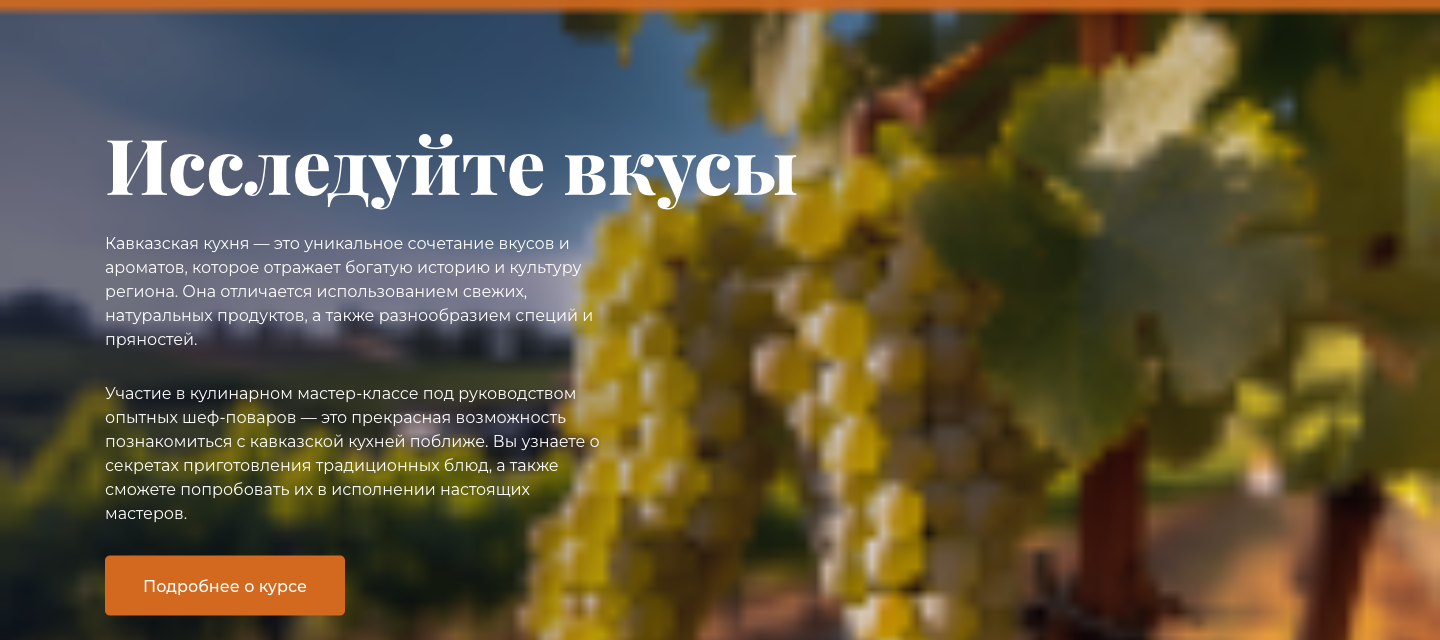 Исследуйте вкусы
Кавказская кухня — это уникальное сочетание вкусов и
ароматов, которое отражает богатую историю и культуру
региона. Она отличается использованием свежих,
натуральных продуктов, а также разнообразием специй и
пряностей.
Участие в кулинарном мастер-классе под руководством
опытных шеф-поваров — это прекрасная возможность
познакомиться с кавказской кухней поближе. Вы узнаете о
секретах приготовления традиционных блюд, а также
сможете попробовать их в исполнении настоящих
мастеров.
Подробнее о курсе